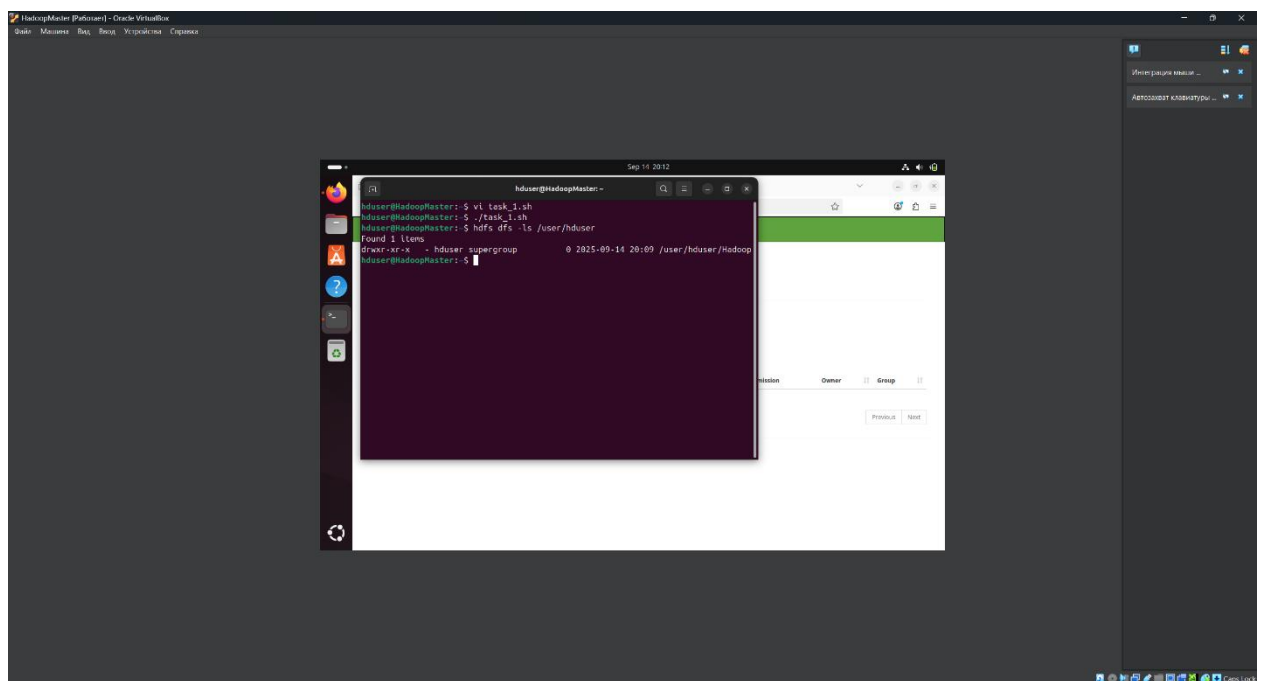 HadoopMaster [Работает] - Oracle VirtualBox
Файл Машина Вид Ввод Устройства Справка
Интеграция мыши ...
Автозахват клавиатуры ...
Sep 14 20:12
hduser@HadoopMaster: ~
hduser@HadoopMaster:~$ vi task_1.sh
hduser@HadoopMaster:~$ ./task_1.sh
hduser@HadoopMaster:~$ hdfs dfs -ls /user/hduser
Found 1 items
drwxr-xr-x - hduser supergroup 0 2025-09-14 20:09 /user/hduser/Hadoop
hduser@HadoopMaster:~$
mission Owner Group
Previous Next
Caps Lock